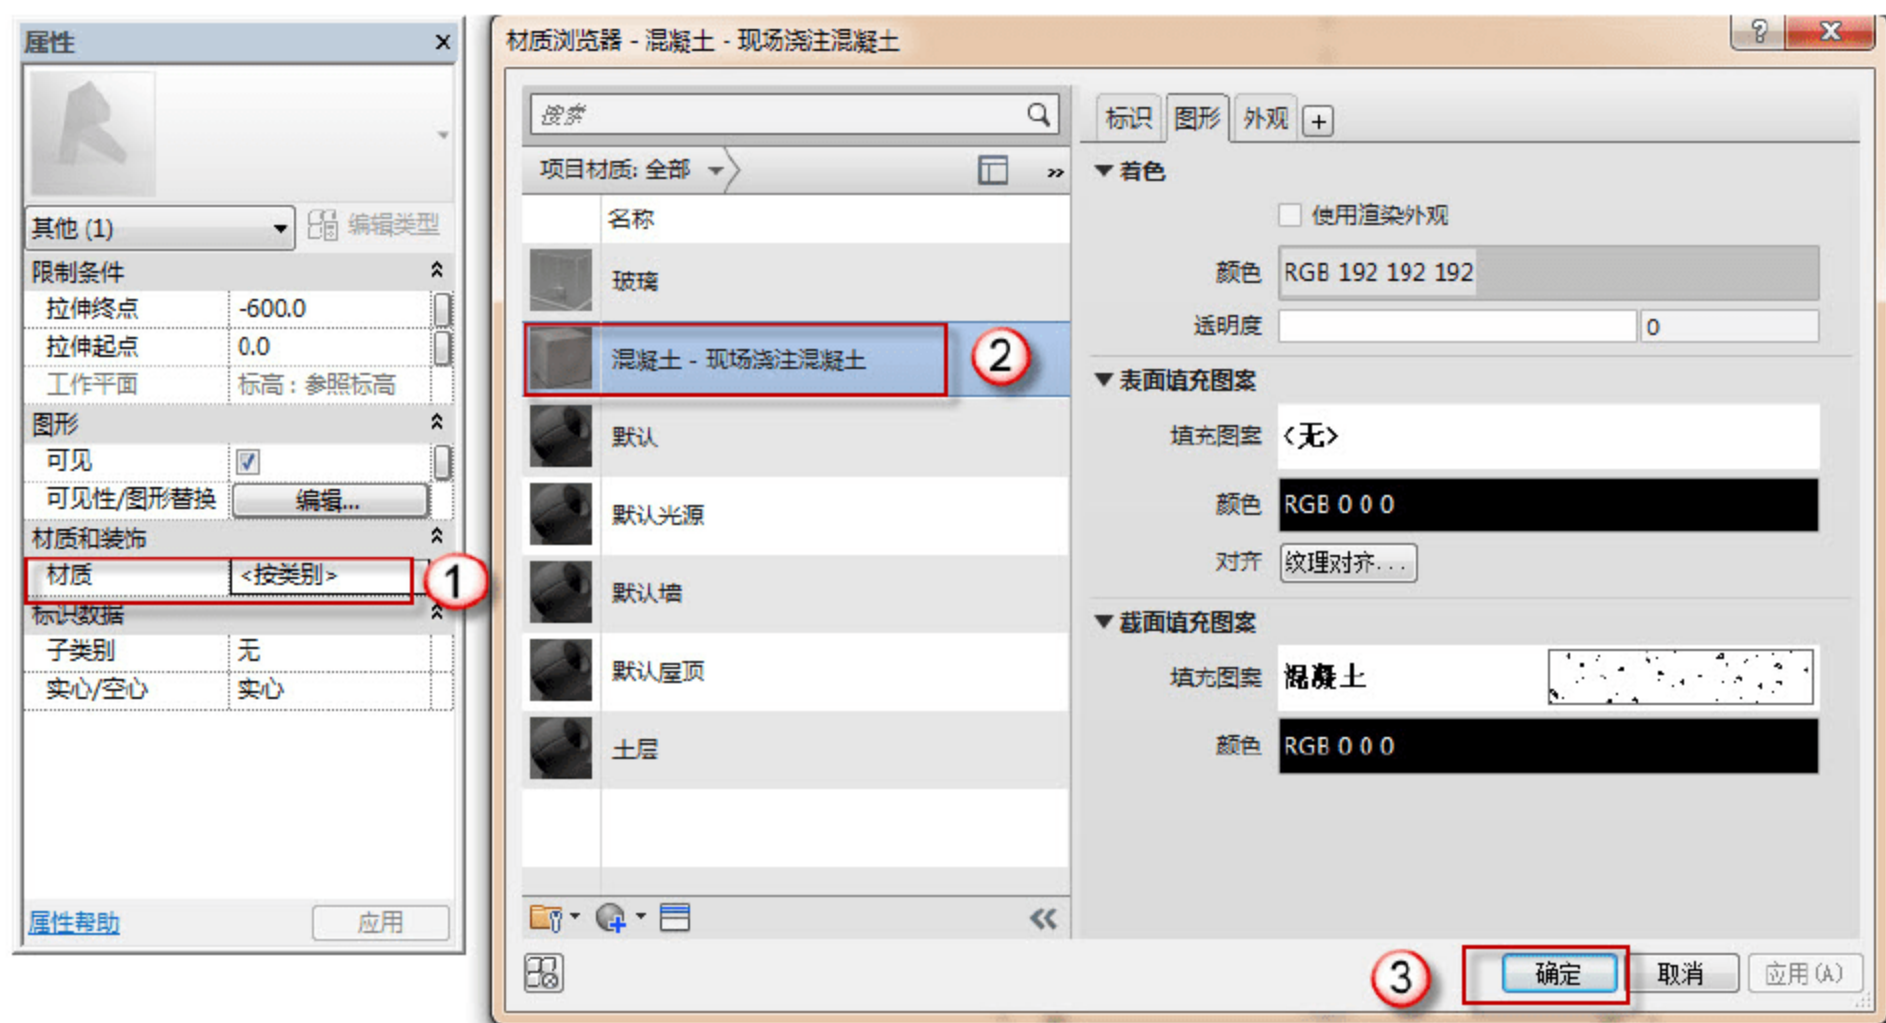 属性
其他 (1)
编辑类型
限制条件
拉伸终点 -600.0
拉伸起点 0.0
工作平面 标高 : 参照标高
图形
可见
可见性/图形替换 编辑...
材质和装饰
材质 <按类别>
1
标识数据
子类别 无
实心/空心 实心
属性帮助
应用
材质浏览器 - 混凝土 - 现场浇注混凝土
搜索
项目材质: 全部
»
名称
玻璃
混凝土 - 现场浇注混凝土
2
默认
默认光源
默认墙
默认屋顶
土层
标识 图形 外观 +
着色
使用渲染外观
颜色 RGB 192 192 192
透明度 0
表面填充图案
填充图案 <无>
颜色 RGB 0 0 0
对齐 纹理对齐...
截面填充图案
填充图案 混凝土
颜色 RGB 0 0 0
3
确定 取消 应用(A)